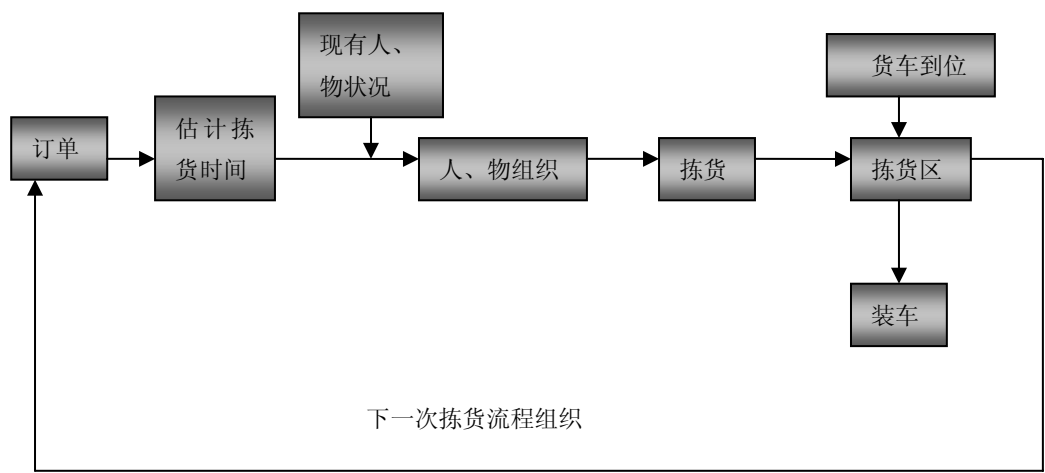 现有人、
物状况
货车到位
订单
估计拣
货时间
人、物组织
拣货
拣货区
装车
下一次拣货流程组织